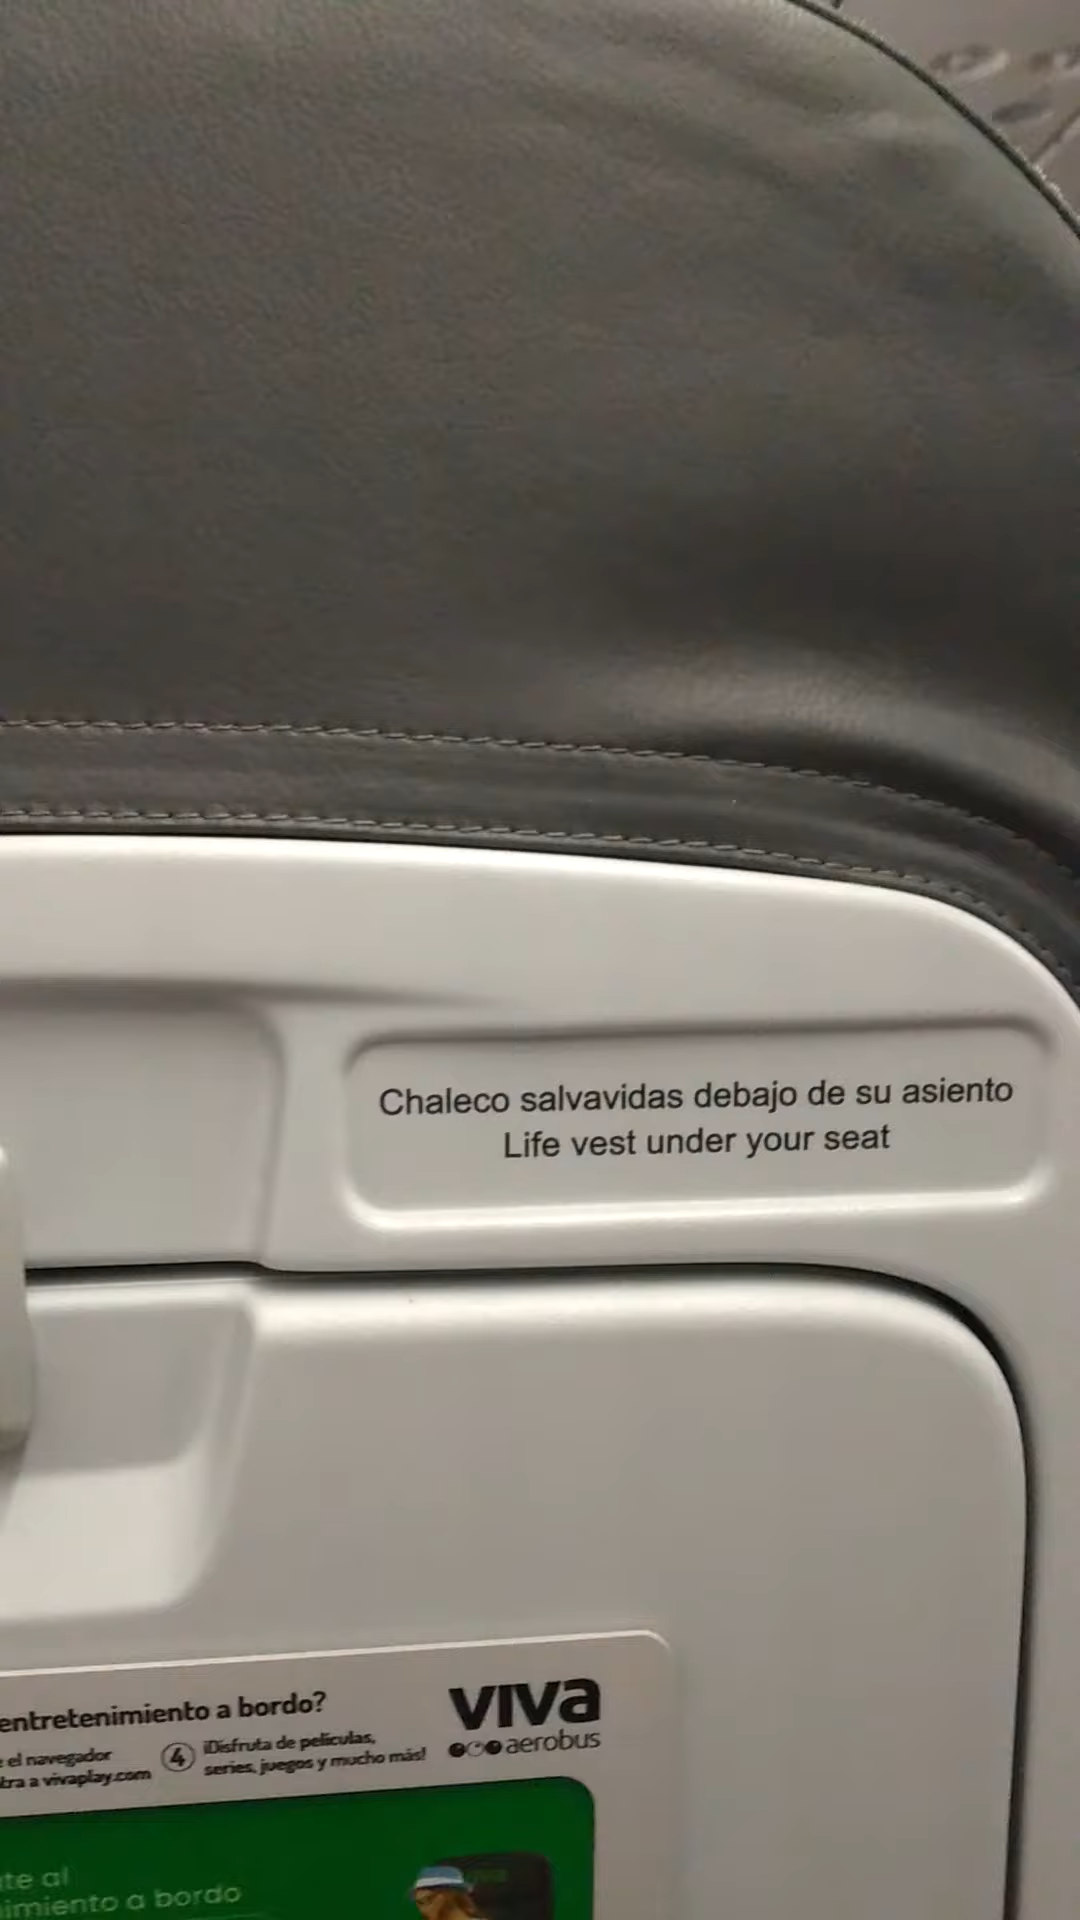 Chaleco salvavidas debajo de su asiento
Life vest under your seat
entretenimiento a bordo?
viva
aerobus
el navegador
a vivaplay.com
4
¡Disfruta de películas,
series, juegos y mucho más!
al
a bordo